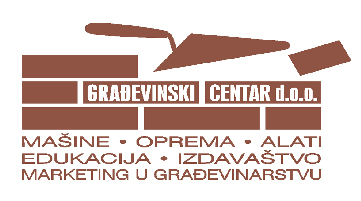 GRAĐEVINSKI CENTAR d.o.o.
MAŠINE • OPREMA • ALATI
EDUKACIJA • IZDAVAŠTVO
MARKETING U GRAĐEVINARSTVU